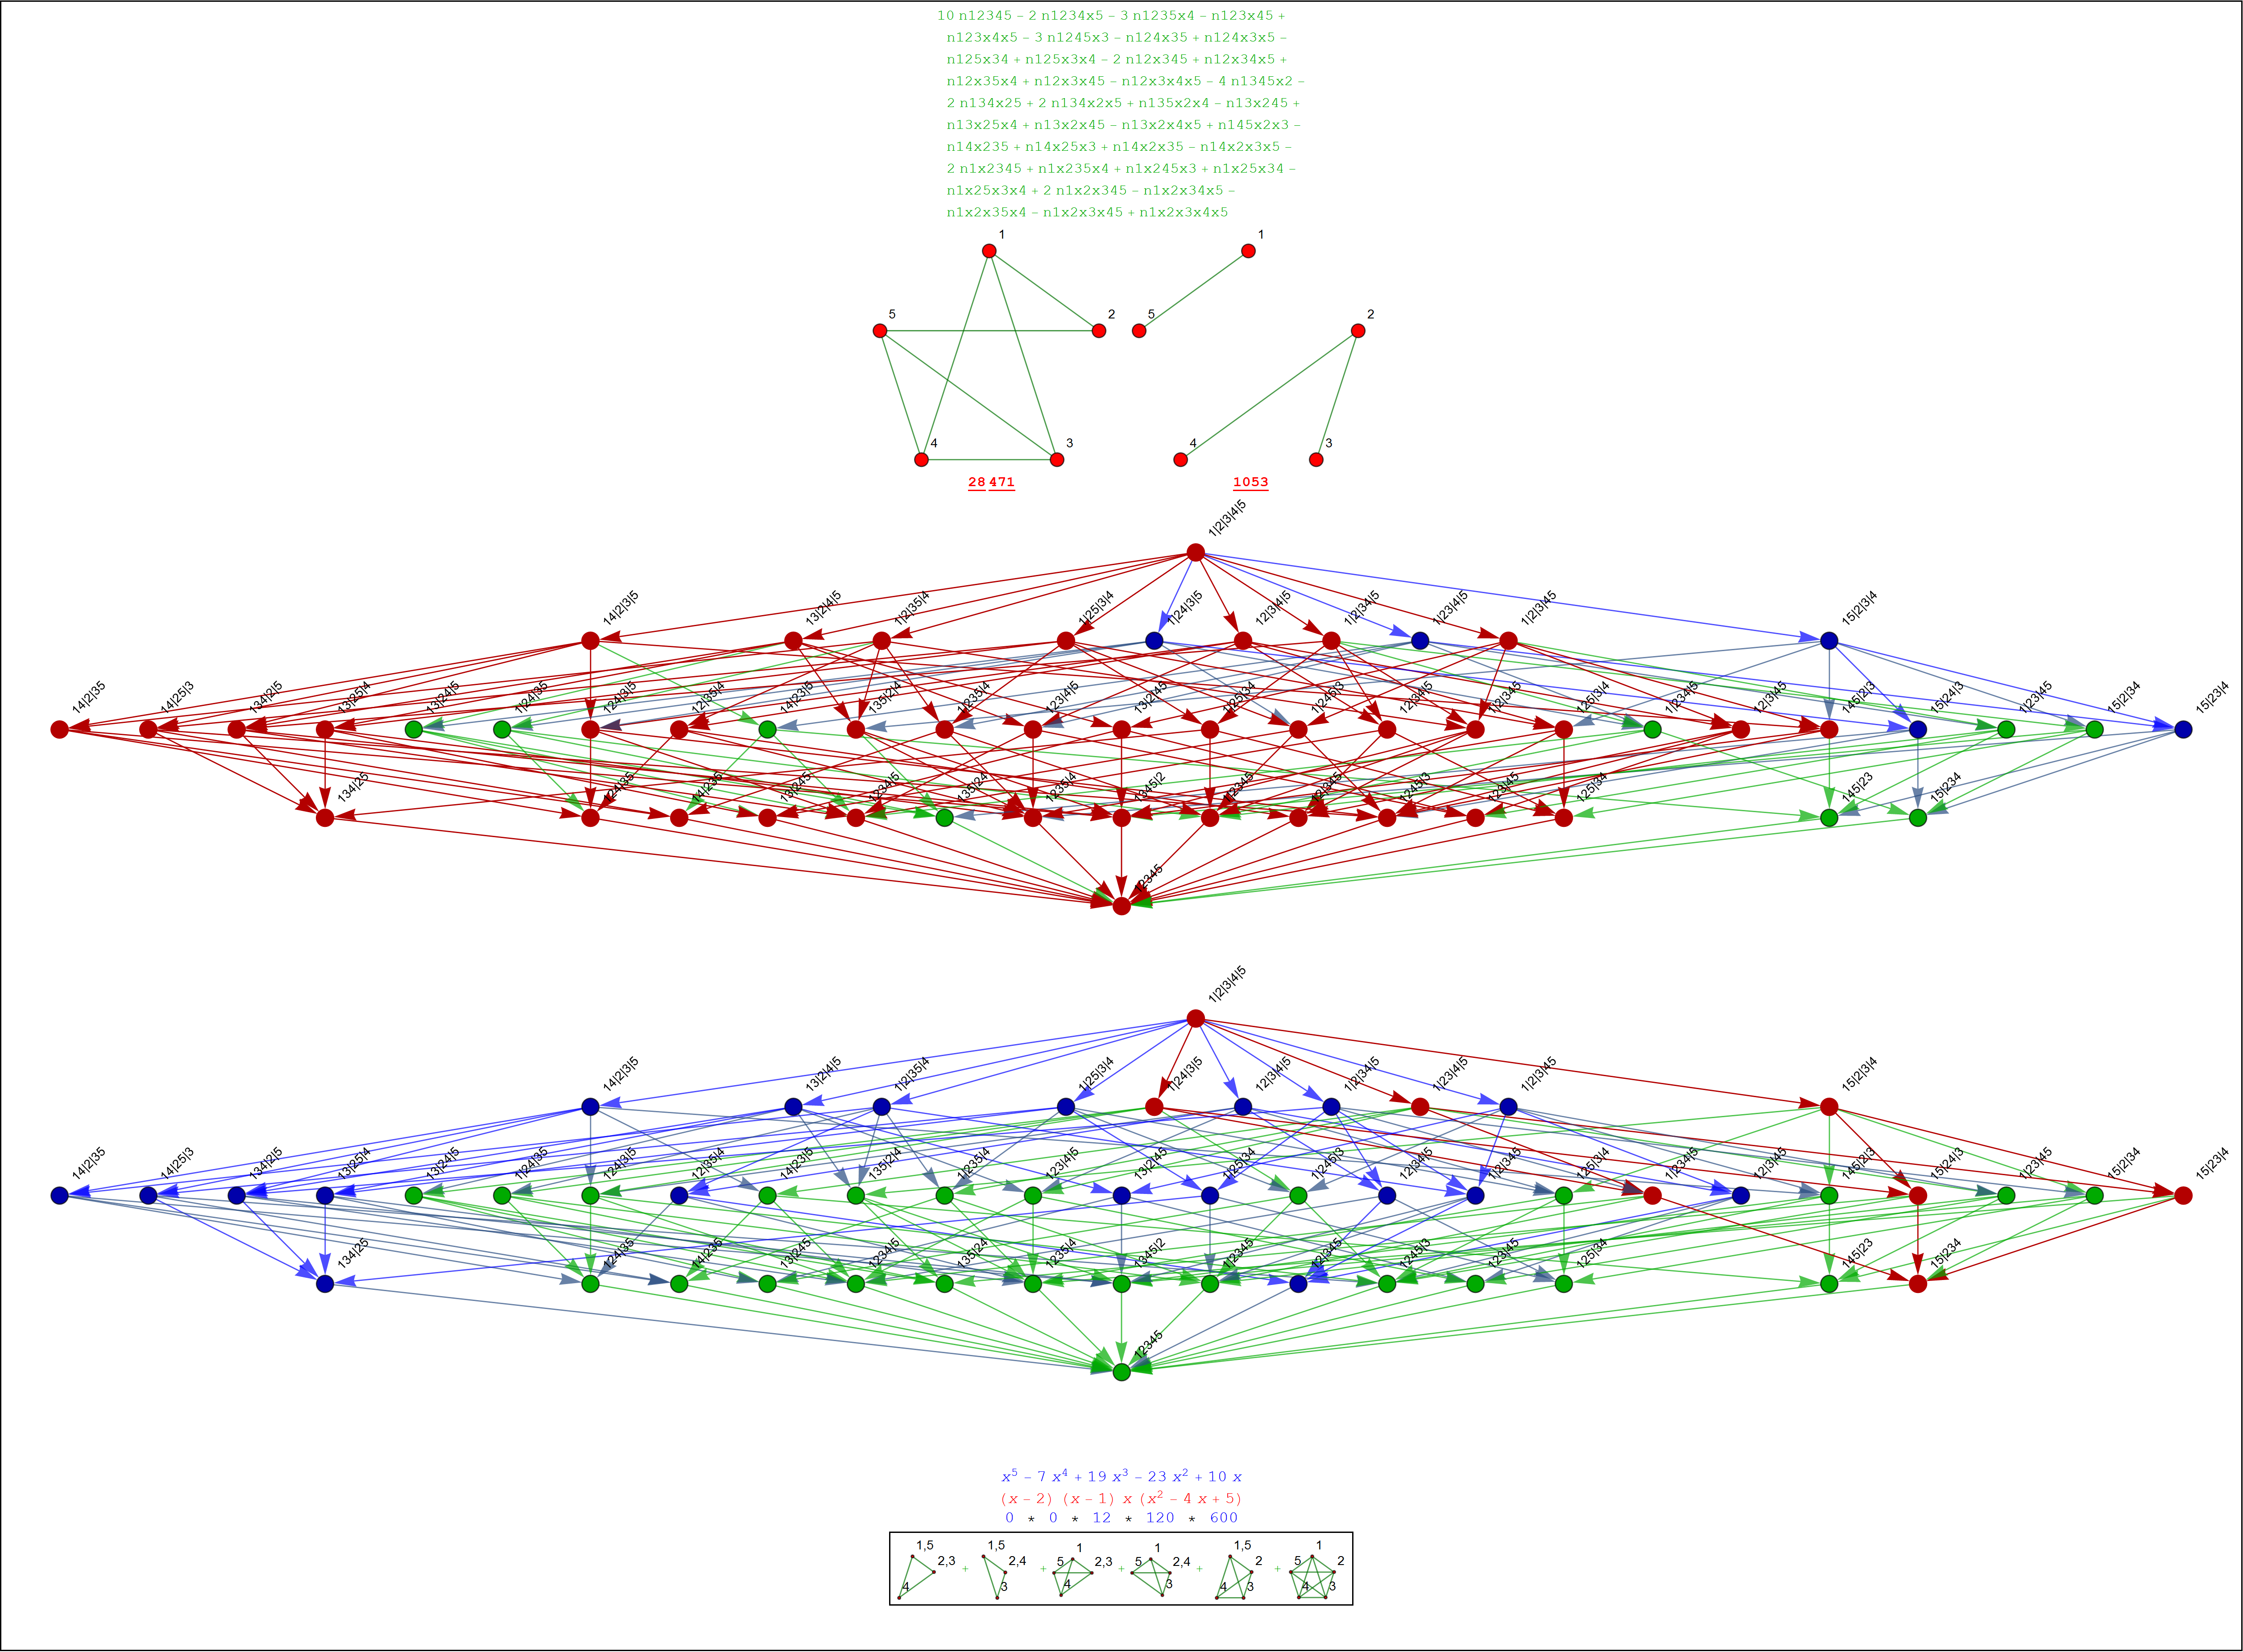 10 n12345 – 2 n1234x5 – 3 n1235x4 – n123x45 +
n123x4x5 – 3 n1245x3 – n124x35 + n124x3x5 –
n125x34 + n125x3x4 – 2 n12x345 + n12x34x5 +
n12x35x4 + n12x3x45 – n12x3x4x5 – 4 n1345x2 –
2 n134x25 + 2 n134x2x5 + n135x2x4 – n13x245 +
n13x25x4 + n13x2x45 – n13x2x4x5 + n145x2x3 –
n14x235 + n14x25x3 + n14x2x35 – n14x2x3x5 –
2 n1x2345 + n1x235x4 + n1x245x3 + n1x25x34 –
n1x25x3x4 + 2 n1x2x345 – n1x2x34x5 –
n1x2x35x4 – n1x2x3x45 + n1x2x3x4x5
1 1
5 2 5 2
4 3 4 3
28 471 1053
1|2|3|4|5
14|2|3|5 13|2|4|5 1|2|35|4 1|25|3|4 1|24|3|5 12|3|4|5 1|2|34|5 1|23|4|5 1|2|3|45 15|2|3|4
14|2|35 14|25|3 134|2|5 13|25|4 13|24|5 1|24|35 124|3|5 12|35|4 14|23|5 135|2|4 1|235|4 123|4|5 13|2|45 1|25|34 1|245|3 12|34|5 1|2|345 125|3|4 1|234|5 12|3|45 145|2|3 15|24|3 1|23|45 15|2|34 15|23|4
134|25 124|35 14|235 13|245 1234|5 135|24 1235|4 1345|2 1|2345 12|345 1245|3 123|45 125|34 145|23 15|234
12345
1|2|3|4|5
14|2|3|5 13|2|4|5 1|2|35|4 1|25|3|4 1|24|3|5 12|3|4|5 1|2|34|5 1|23|4|5 1|2|3|45 15|2|3|4
14|2|35 14|25|3 134|2|5 13|25|4 13|24|5 1|24|35 124|3|5 12|35|4 14|23|5 135|2|4 1|235|4 123|4|5 13|2|45 1|25|34 1|245|3 12|34|5 1|2|345 125|3|4 1|234|5 12|3|45 145|2|3 15|24|3 1|23|45 15|2|34 15|23|4
134|25 124|35 14|235 13|245 1234|5 135|24 1235|4 1345|2 1|2345 12|345 1245|3 123|45 125|34 145|23 15|234
12345
x⁵ – 7 x⁴ + 19 x³ – 23 x² + 10 x
(x – 2) (x – 1) x (x² – 4 x + 5)
0 * 0 * 12 * 120 * 600
1,5 2,3 4 + 1,5 2,4 3 + 1 5 2,3 4 + 1 5 2,4 3 + 1,5 2 4 3 + 1 5 2 4 3